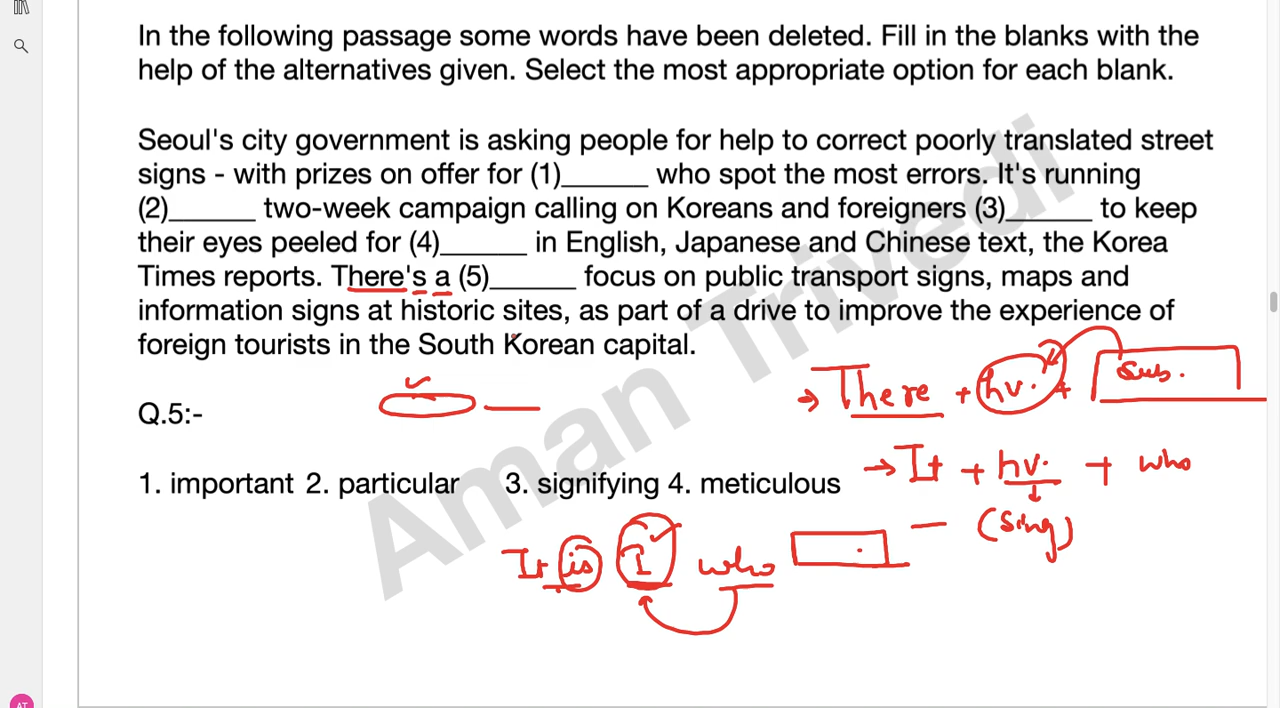 In the following passage some words have been deleted. Fill in the blanks with the
help of the alternatives given. Select the most appropriate option for each blank.
Seoul's city government is asking people for help to correct poorly translated street
signs - with prizes on offer for (1)______ who spot the most errors. It's running
(2)______ two-week campaign calling on Koreans and foreigners (3)______ to keep
their eyes peeled for (4)______ in English, Japanese and Chinese text, the Korea
Times reports. There's a (5)______ focus on public transport signs, maps and
information signs at historic sites, as part of a drive to improve the experience of
foreign tourists in the South Korean capital.
→ There + hv. + Sub.
Q.5:-
→ It + hv. + who
1. important 2. particular 3. signifying 4. meticulous
(Sing)
It is I who
Aman Trivedi
AT